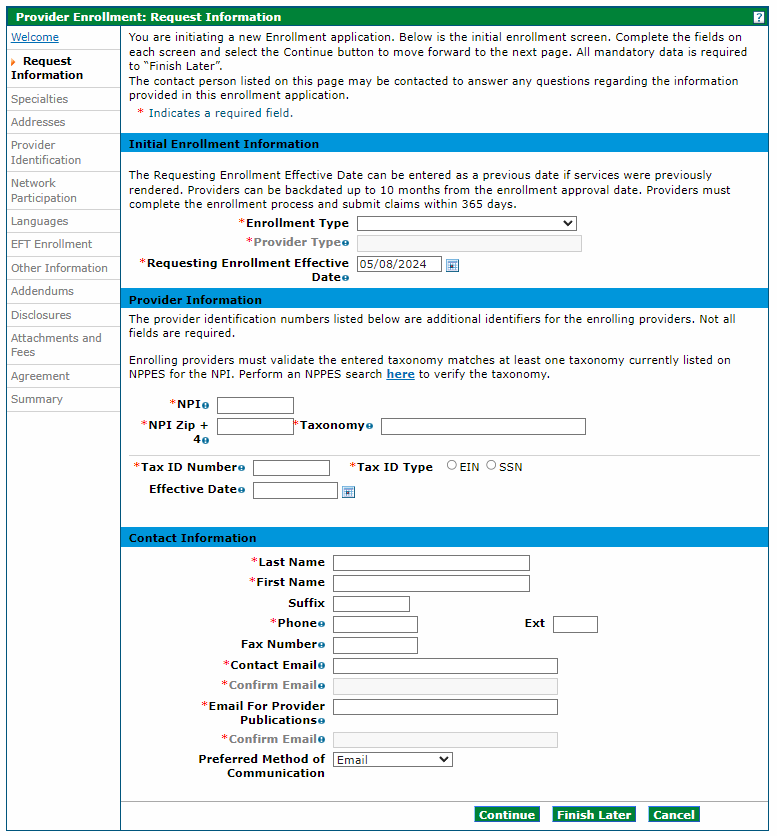 Provider Enrollment: Request Information
?
Welcome
Request
Information
Specialties
Addresses
Provider
Identification
Network
Participation
Languages
EFT Enrollment
Other Information
Addendums
Disclosures
Attachments and
Fees
Agreement
Summary
You are initiating a new Enrollment application. Below is the initial enrollment screen. Complete the fields on
each screen and select the Continue button to move forward to the next page. All mandatory data is required
to “Finish Later”.
The contact person listed on this page may be contacted to answer any questions regarding the information
provided in this enrollment application.
* Indicates a required field.
Initial Enrollment Information
The Requesting Enrollment Effective Date can be entered as a previous date if services were previously
rendered. Providers can be backdated up to 10 months from the enrollment approval date. Providers must
complete the enrollment process and submit claims within 365 days.
*Enrollment Type
*Provider Type
*Requesting Enrollment Effective 05/08/2024
Date
Provider Information
The provider identification numbers listed below are additional identifiers for the enrolling providers. Not all
fields are required.
Enrolling providers must validate the entered taxonomy matches at least one taxonomy currently listed on
NPPES for the NPI. Perform an NPPES search here to verify the taxonomy.
*NPI
*NPI Zip + *Taxonomy
4
*Tax ID Number *Tax ID Type EIN SSN
Effective Date
Contact Information
*Last Name
*First Name
Suffix
*Phone Ext
Fax Number
*Contact Email
*Confirm Email
*Email For Provider
Publications
*Confirm Email
Preferred Method of Email
Communication
Continue Finish Later Cancel